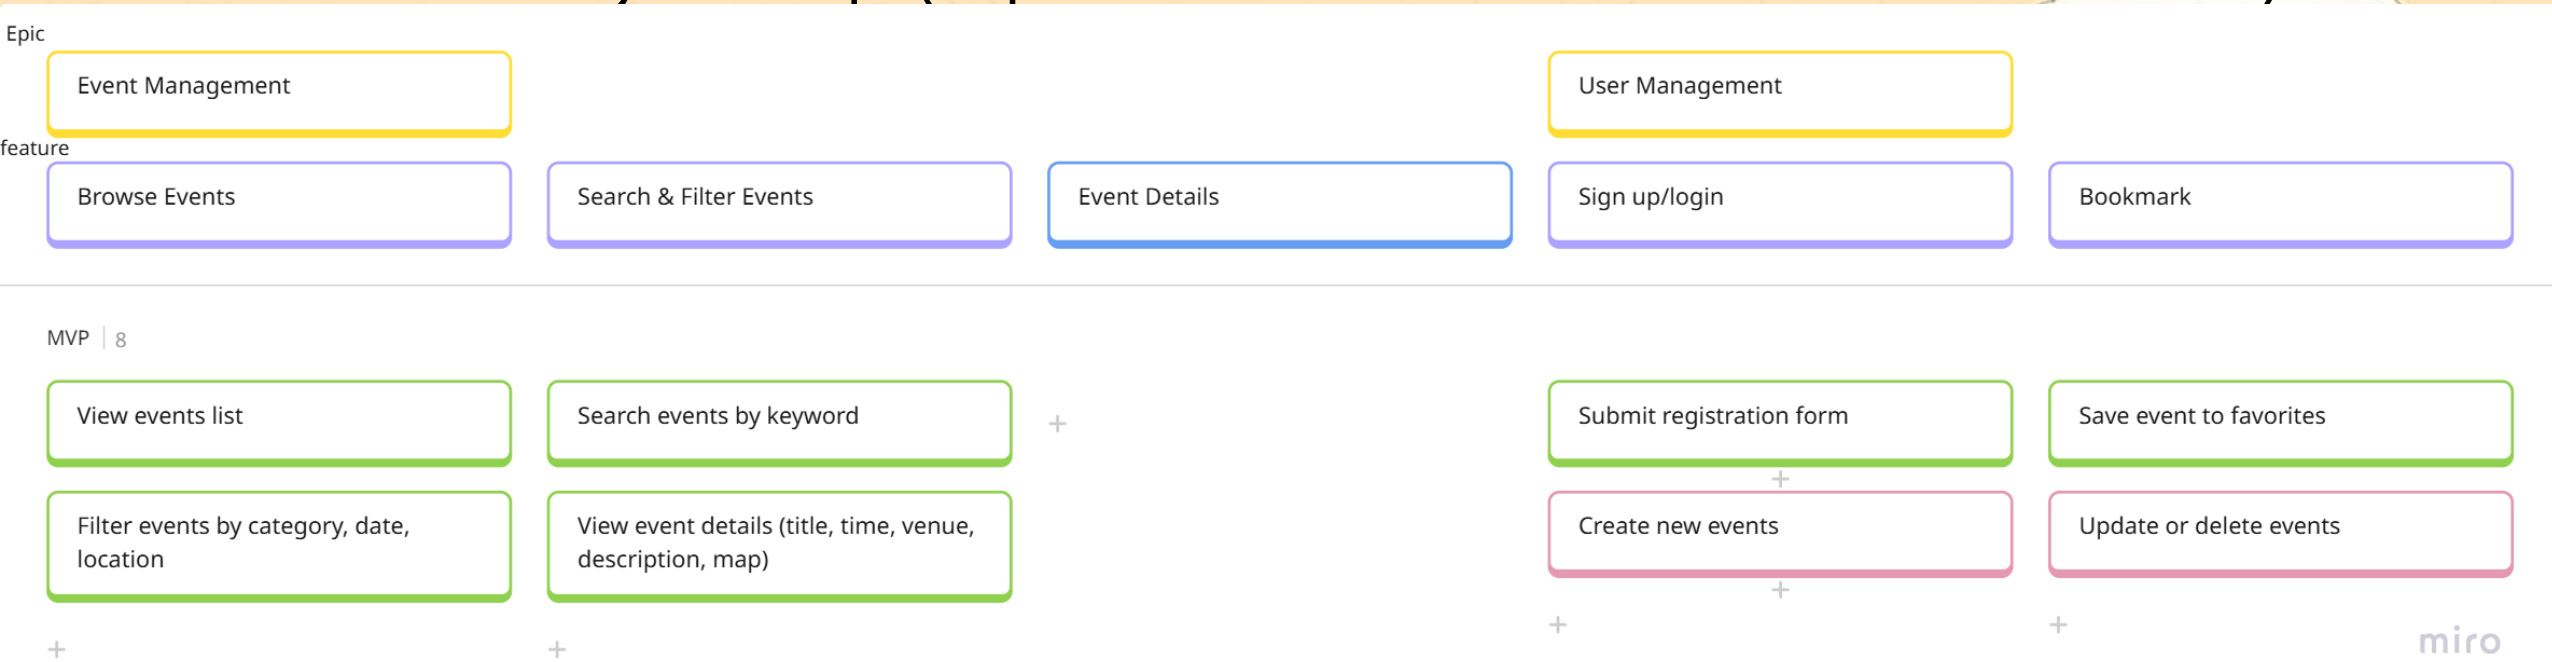 Epic
Event Management
User Management
feature
Browse Events
Search & Filter Events
Event Details
Sign up/login
Bookmark
MVP | 8
View events list
Search events by keyword
Submit registration form
Save event to favorites
Filter events by category, date,
location
View event details (title, time, venue,
description, map)
Create new events
Update or delete events
miro